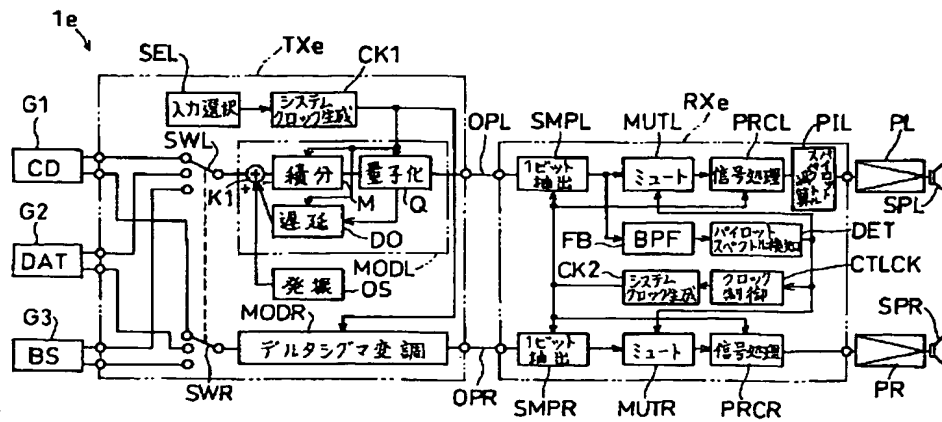 1e
TXe
SEL
CK1
RXe
G1
入力選択
システム
クロック生成
OPL
SMPL
MUTL
PRCL
PIL
PL
CD
SWL
K1
+
積分
量子化
1ビット
抽出
ミュート
信号処理
パイロット
スペクトル
減算
SPL
G2
M
Q
遅延
DO
FB
BPF
パイロット
スペクトル検知
DET
DAT
MODL
CK2
システム
クロック生成
クロック
制御
CTLCK
G3
発振
OS
MODR
SPR
BS
デルタシグマ変調
1ビット
抽出
ミュート
信号処理
SWR
OPR
SMPR
MUTR
PRCR
PR